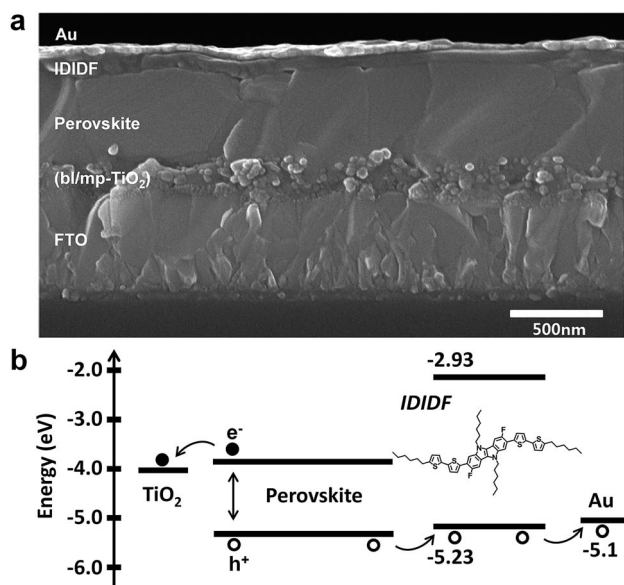 a
Au
IDIDF
Perovskite
(bl/mp-TiO₂)
FTO
500nm
b
-2.0
-3.0
-4.0
-5.0
-6.0
Energy (eV)
TiO₂
e⁻
Perovskite
h⁺
-2.93
IDIDF
F
N
S
S
S
S
N
F
-5.23
Au
-5.1